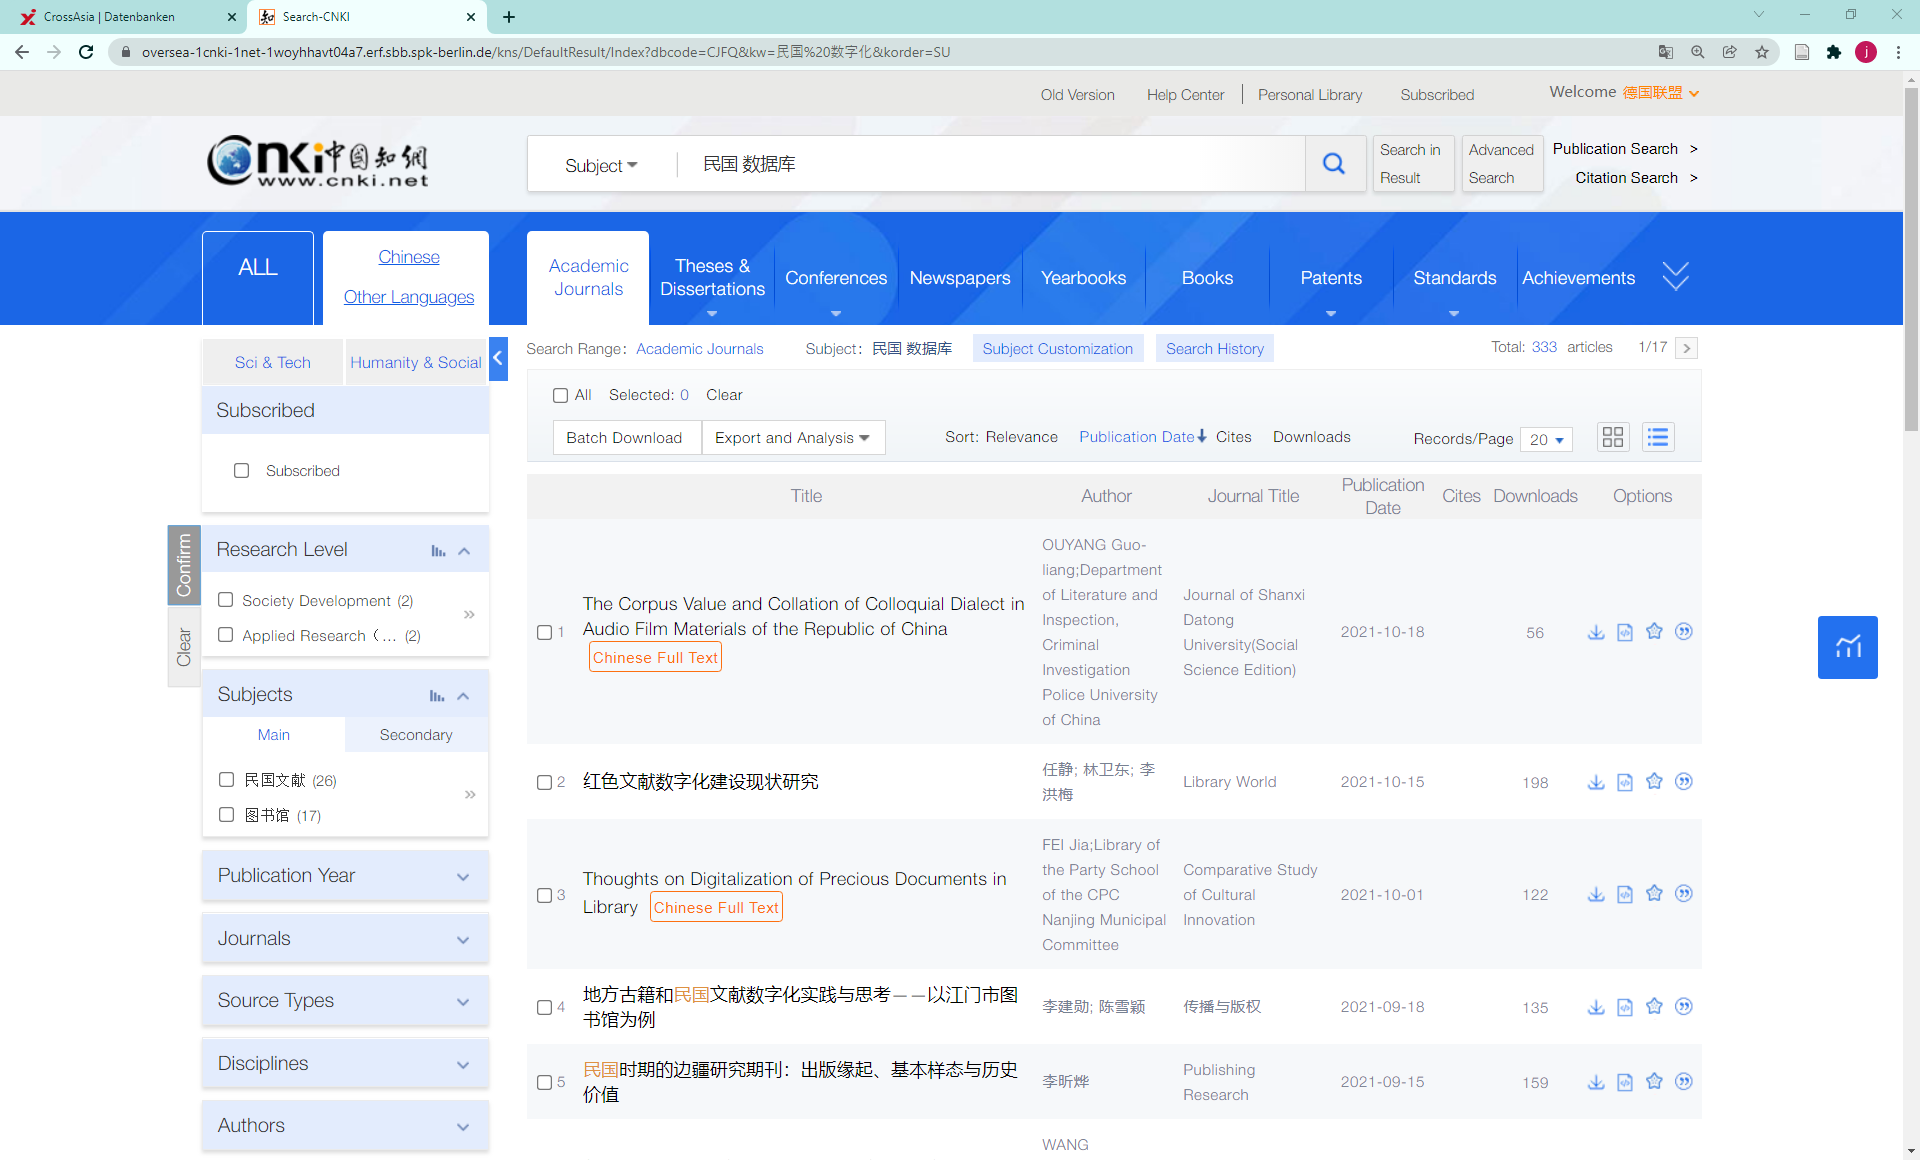 CrossAsia | Datenbanken
Search-CNKI
oversea-1cnki-1net-1woyhhavt04a7.erf.sbb.spk-berlin.de/kns/DefaultResult/Index?dbcode=CJFQ&kw=民国%20数字化&korder=SU
j
Old Version
Help Center
Personal Library
Subscribed
Welcome 德国联盟
Cnki中国知網
www.cnki.net
Subject
民国 数据库
Search in Result
Advanced Search
Publication Search >
Citation Search >
ALL
Chinese
Other Languages
Academic Journals
Theses & Dissertations
Conferences
Newspapers
Yearbooks
Books
Patents
Standards
Achievements
Sci & Tech
Humanity & Social
Search Range: Academic Journals
Subject: 民国 数据库
Subject Customization
Search History
Total: 333 articles
1/17
Subscribed
Subscribed
Confirm
Clear
Research Level
Society Development (2)
Applied Research（... (2)
Subjects
Main
Secondary
民国文献 (26)
图书馆 (17)
Publication Year
Journals
Source Types
Disciplines
Authors
All
Selected: 0
Clear
Batch Download
Export and Analysis
Sort: Relevance
Publication Date
Cites
Downloads
Records/Page
20
Title
Author
Journal Title
Publication Date
Cites
Downloads
Options
1
The Corpus Value and Collation of Colloquial Dialect in
Audio Film Materials of the Republic of China
Chinese Full Text
OUYANG Guo-
liang;Department
of Literature and
Inspection,
Criminal
Investigation
Police University
of China
Journal of Shanxi
Datong
University(Social
Science Edition)
2021-10-18
56
2
红色文献数字化建设现状研究
任静; 林卫东; 李
洪梅
Library World
2021-10-15
198
3
Thoughts on Digitalization of Precious Documents in
Library
Chinese Full Text
FEI Jia;Library of
the Party School
of the CPC
Nanjing Municipal
Committee
Comparative Study
of Cultural
Innovation
2021-10-01
122
4
地方古籍和民国文献数字化实践与思考——以江门市图
书馆为例
李建勋; 陈雪颖
传播与版权
2021-09-18
135
5
民国时期的边疆研究期刊：出版缘起、基本样态与历史
价值
李昕烨
Publishing
Research
2021-09-15
159
WANG